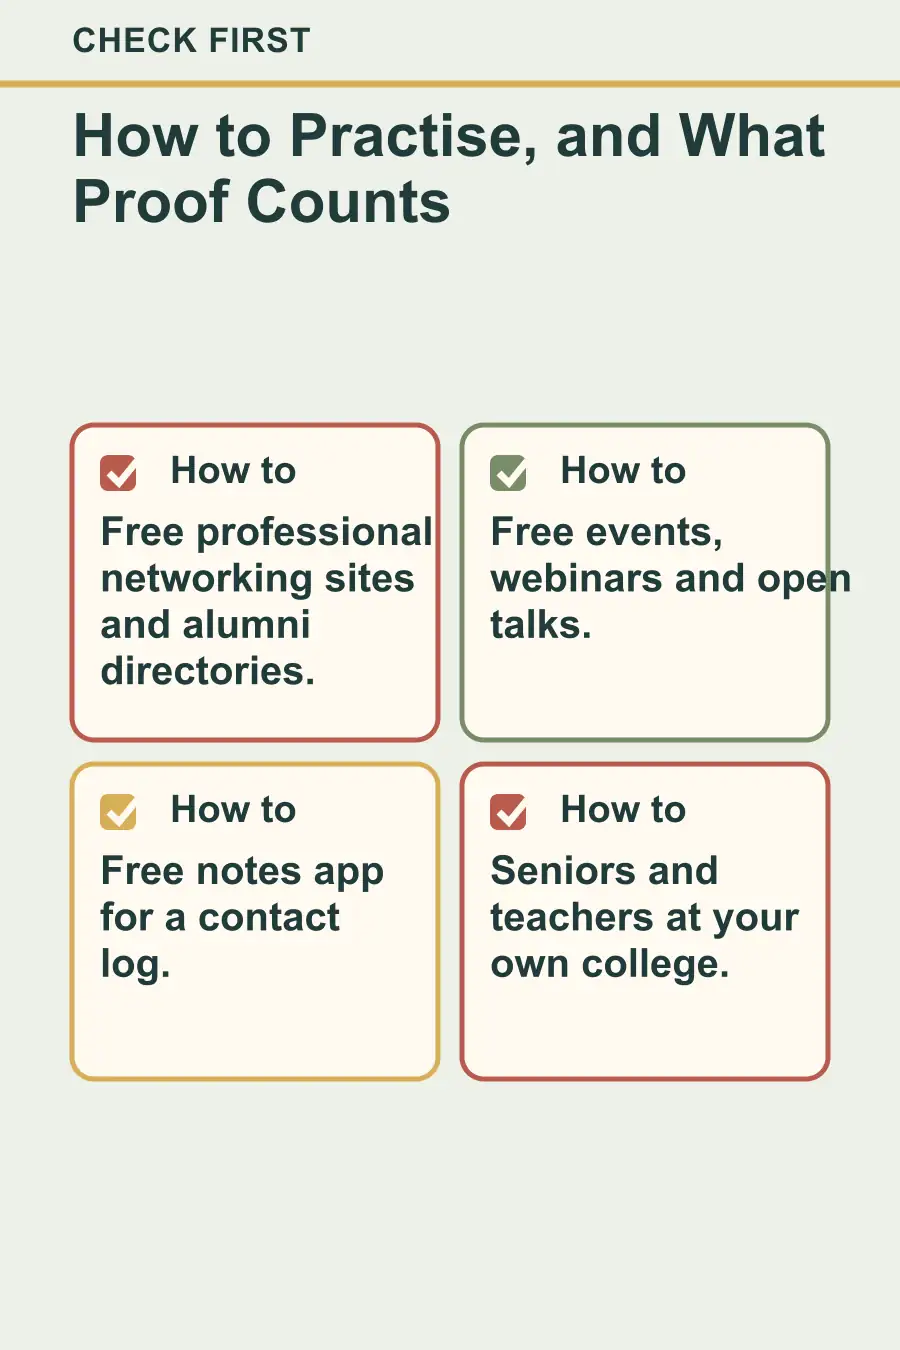 CHECK FIRST
How to Practise, and What
Proof Counts
How to
Free professional
networking sites
and alumni
directories.
How to
Free events,
webinars and open
talks.
How to
Free notes app
for a contact
log.
How to
Seniors and
teachers at your
own college.